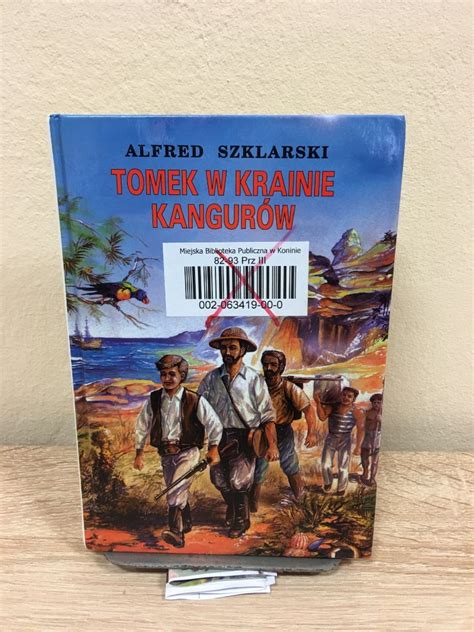 ALFRED SZKLARSKI
TOMEK W KRAINIE
KANGURÓW
Miejska Biblioteka Publiczna w Koninie
82-93 Prz III
002-063419-00-0